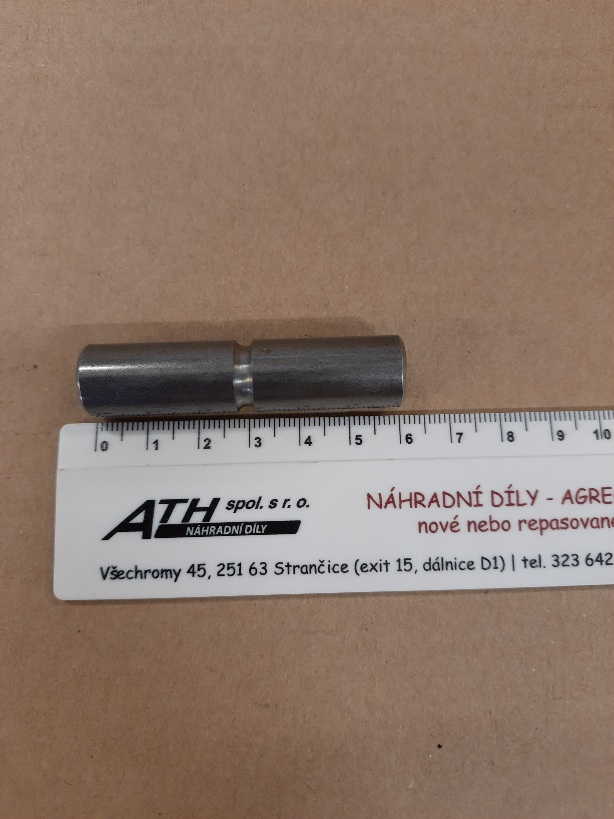 0 1 2 3 4 5 6 7 8 9 10
ATH spol. s r. o.
NÁHRADNÍ DÍLY
NÁHRADNÍ DÍLY - AGRE
nové nebo repasované
Všechromy 45, 251 63 Strančice (exit 15, dálnice D1) | tel. 323 642